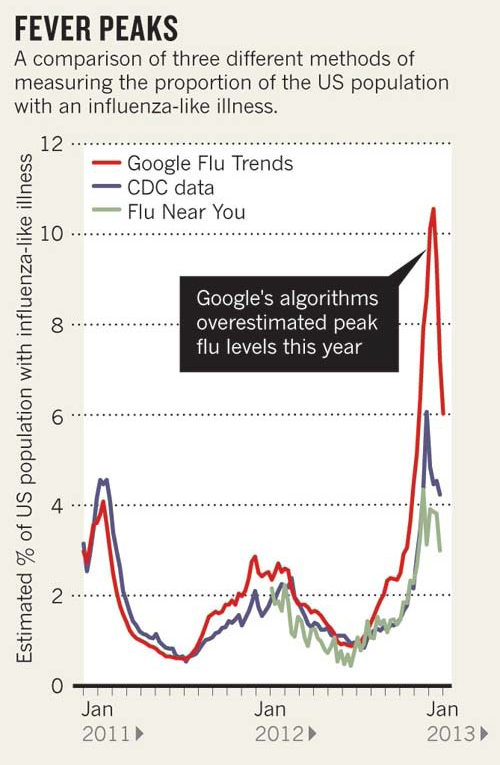 FEVER PEAKS
A comparison of three different methods of
measuring the proportion of the US population
with an influenza-like illness.
Estimated % of US population with influenza-like illness
12
10
8
6
4
2
0
Google Flu Trends
CDC data
Flu Near You
Google's algorithms
overestimated peak
flu levels this year
Jan Jan Jan
2011 2012 2013